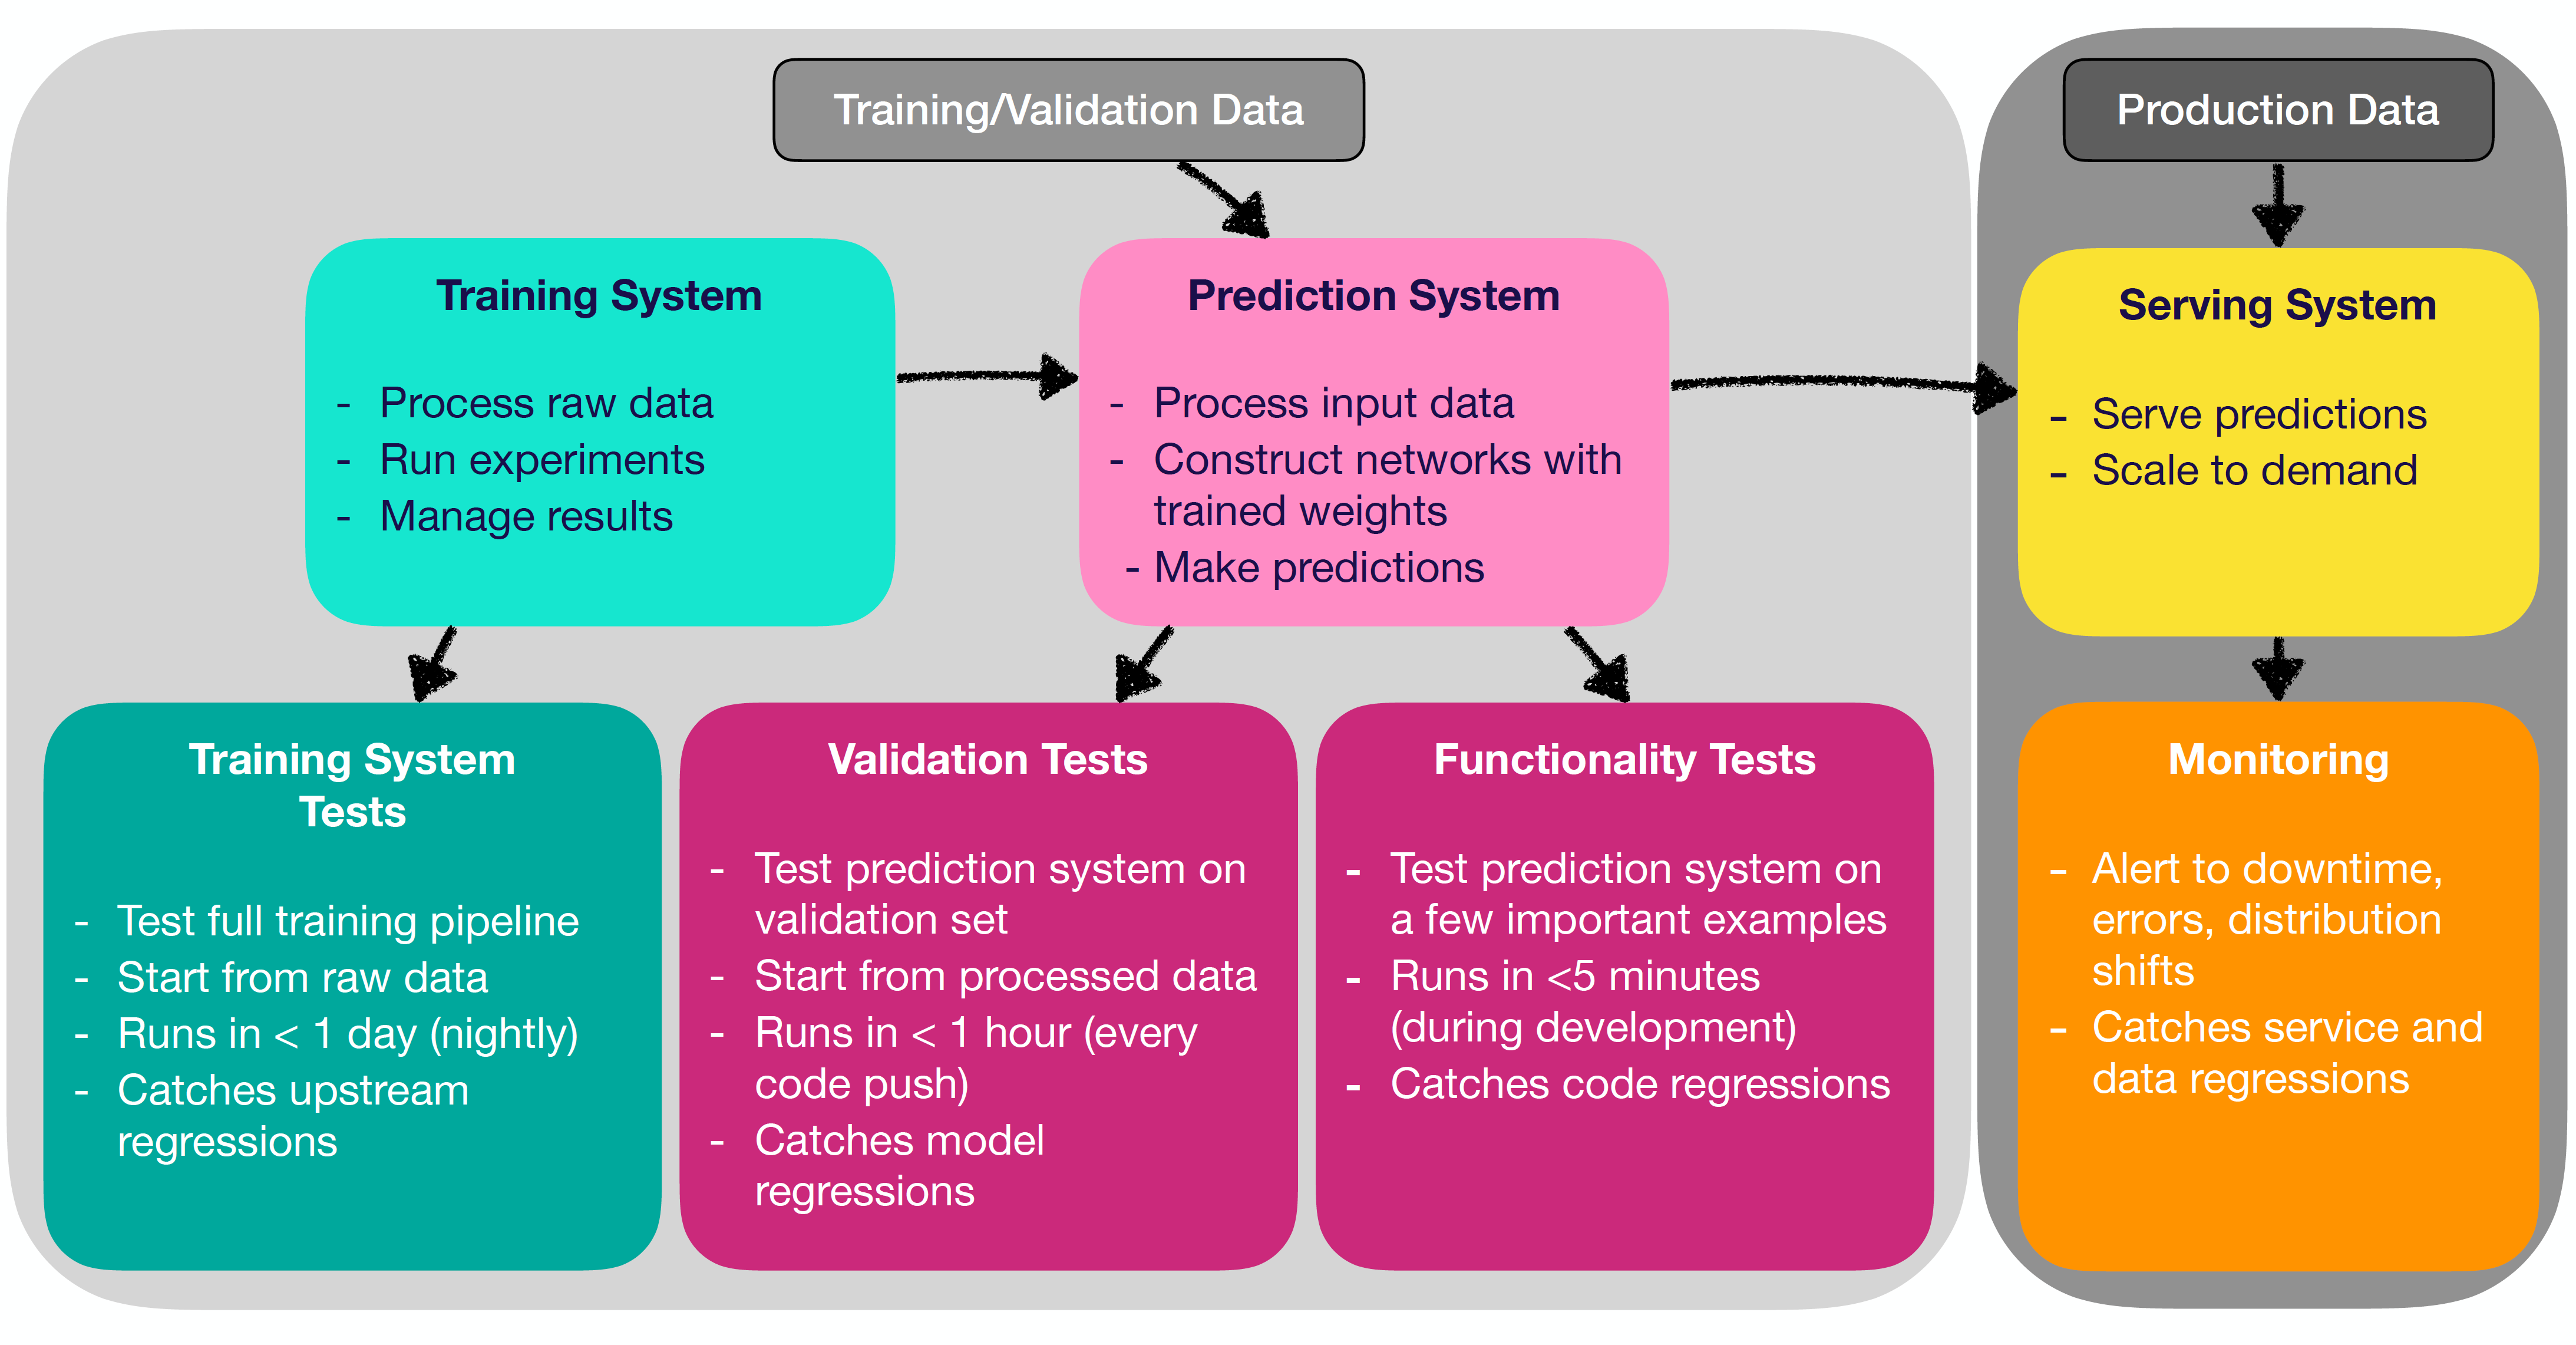 Training/Validation Data
Production Data
Training System
- Process raw data
- Run experiments
- Manage results
Prediction System
- Process input data
- Construct networks with
trained weights
- Make predictions
Serving System
- Serve predictions
- Scale to demand
Training System
Tests
- Test full training pipeline
- Start from raw data
- Runs in < 1 day (nightly)
- Catches upstream
regressions
Validation Tests
- Test prediction system on
validation set
- Start from processed data
- Runs in < 1 hour (every
code push)
- Catches model
regressions
Functionality Tests
- Test prediction system on
a few important examples
- Runs in <5 minutes
(during development)
- Catches code regressions
Monitoring
- Alert to downtime,
errors, distribution
shifts
- Catches service and
data regressions